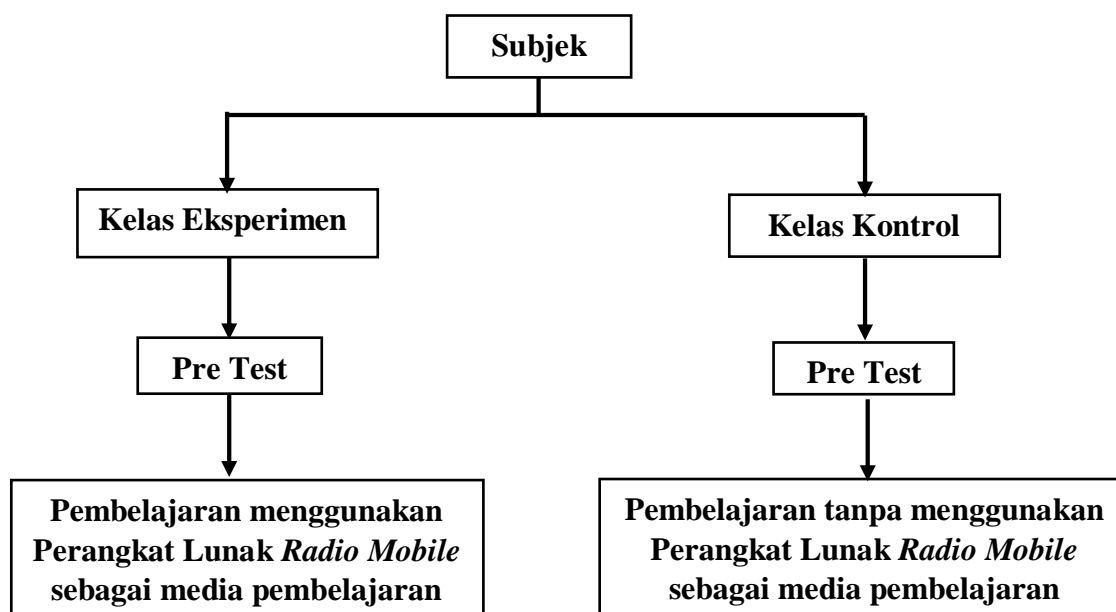 Subjek
Kelas Eksperimen
Kelas Kontrol
Pre Test
Pre Test
Pembelajaran menggunakan
Perangkat Lunak Radio Mobile
sebagai media pembelajaran
Pembelajaran tanpa menggunakan
Perangkat Lunak Radio Mobile
sebagai media pembelajaran